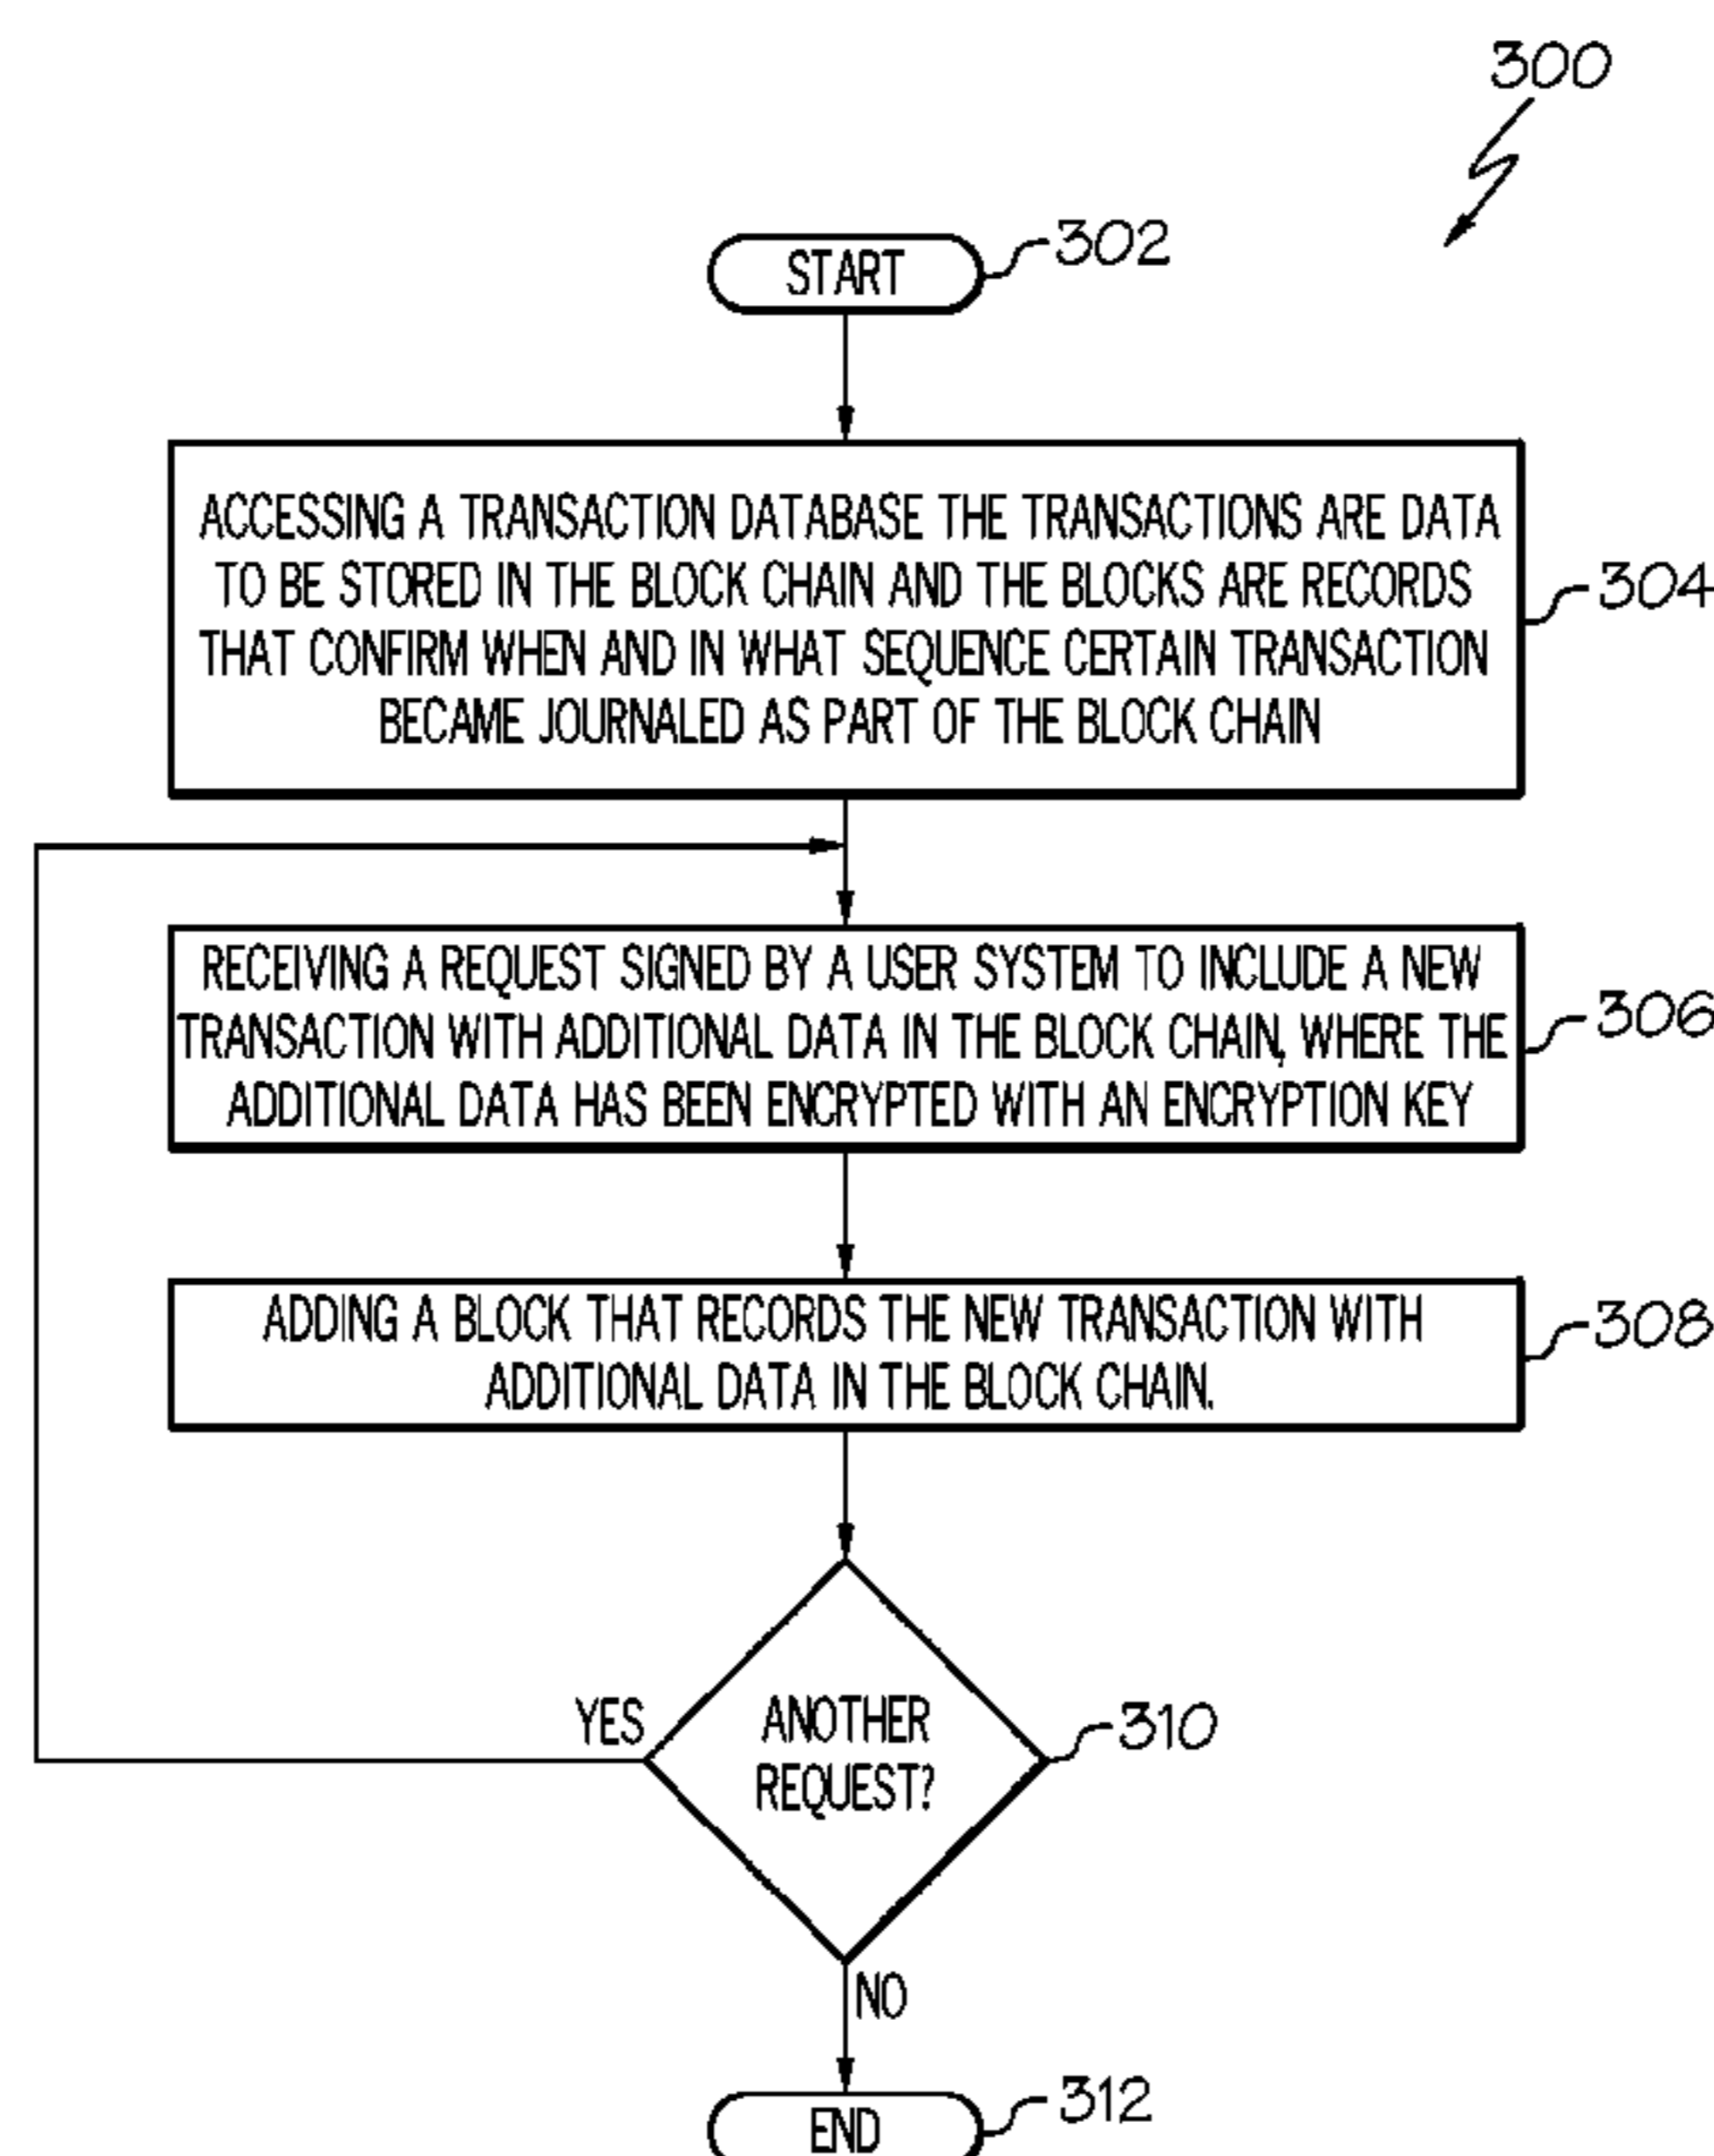 300
START
302
ACCESSING A TRANSACTION DATABASE THE TRANSACTIONS ARE DATA
TO BE STORED IN THE BLOCK CHAIN AND THE BLOCKS ARE RECORDS
THAT CONFIRM WHEN AND IN WHAT SEQUENCE CERTAIN TRANSACTION
BECAME JOURNALED AS PART OF THE BLOCK CHAIN
304
RECEIVING A REQUEST SIGNED BY A USER SYSTEM TO INCLUDE A NEW
TRANSACTION WITH ADDITIONAL DATA IN THE BLOCK CHAIN, WHERE THE
ADDITIONAL DATA HAS BEEN ENCRYPTED WITH AN ENCRYPTION KEY
306
ADDING A BLOCK THAT RECORDS THE NEW TRANSACTION WITH
ADDITIONAL DATA IN THE BLOCK CHAIN.
308
YES
ANOTHER
REQUEST?
310
NO
END
312